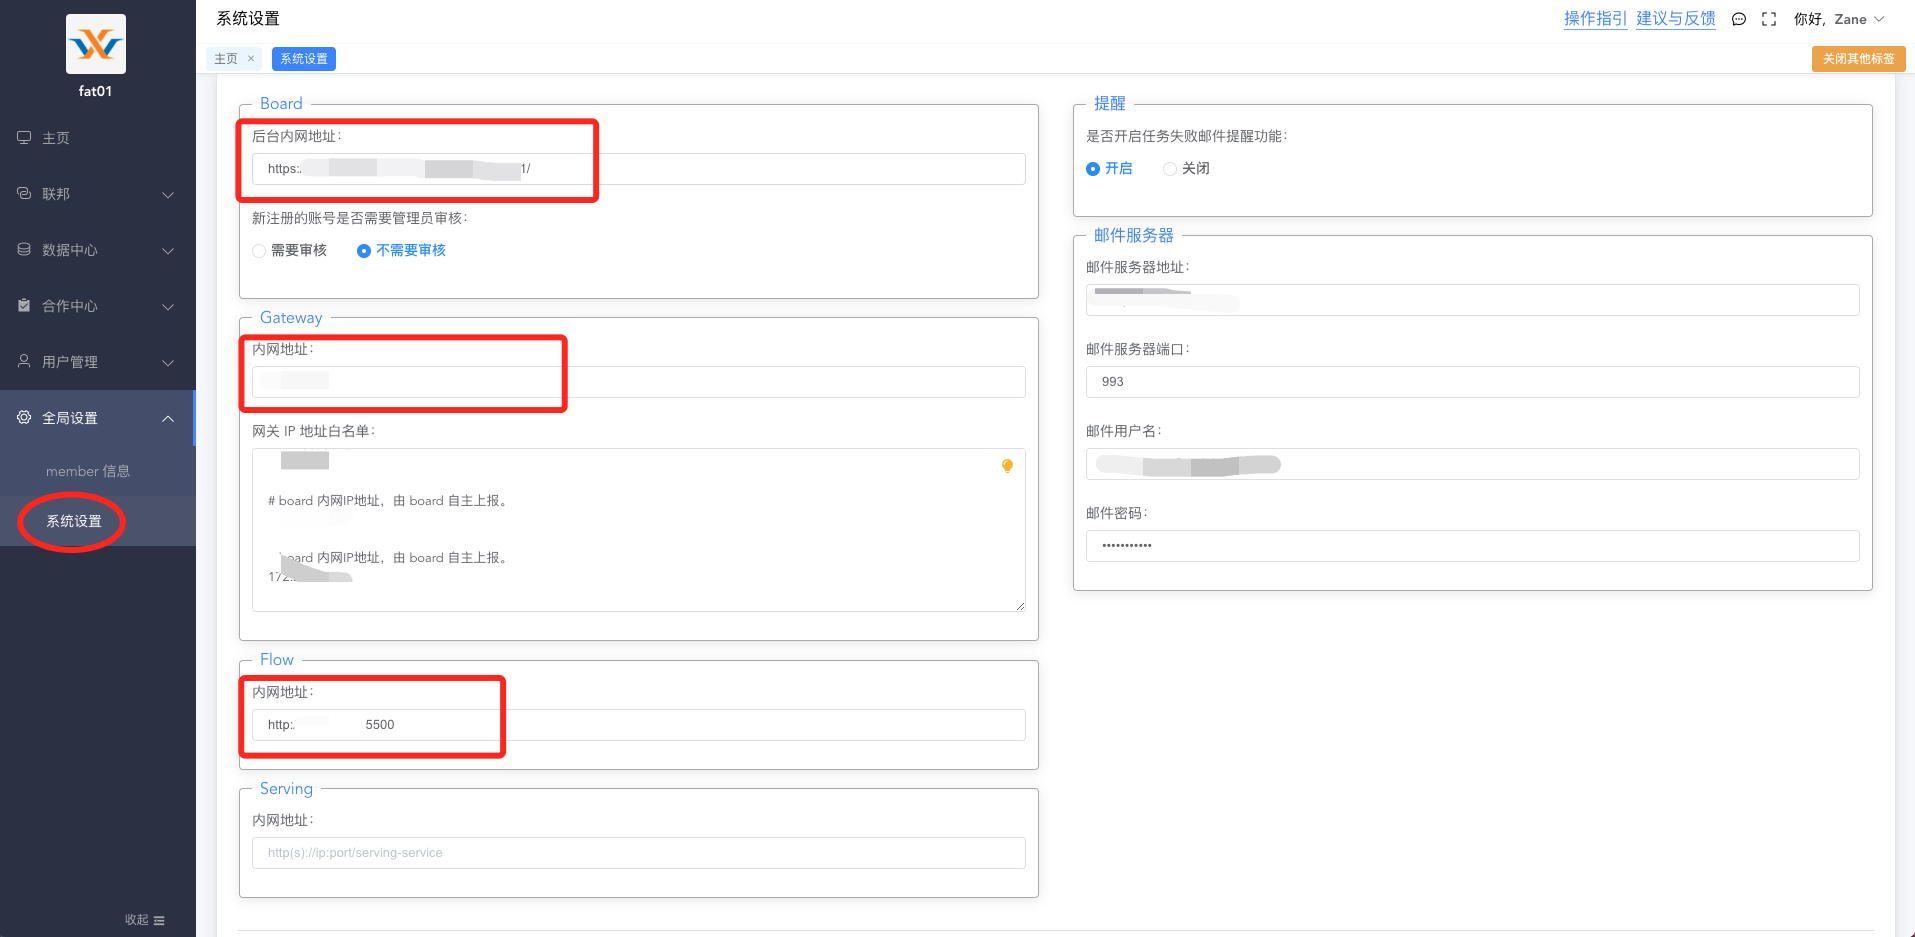 fat01
主页
联邦
数据中心
合作中心
用户管理
全局设置
member 信息
系统设置
收起
系统设置
操作指引 建议与反馈 你好, Zane
主页 × 系统设置 关闭其他标签
Board
后台内网地址:
https: 1/
新注册的账号是否需要管理员审核:
需要审核 不需要审核
Gateway
内网地址:
网关 IP 地址白名单:
# board 内网IP地址，由 board 自主上报。
board 内网IP地址，由 board 自主上报。
172.
Flow
内网地址:
http: 5500
Serving
内网地址:
http(s)://ip:port/serving-service
提醒
是否开启任务失败邮件提醒功能:
开启 关闭
邮件服务器
邮件服务器地址:
邮件服务器端口:
993
邮件用户名:
邮件密码:
•••••••••••